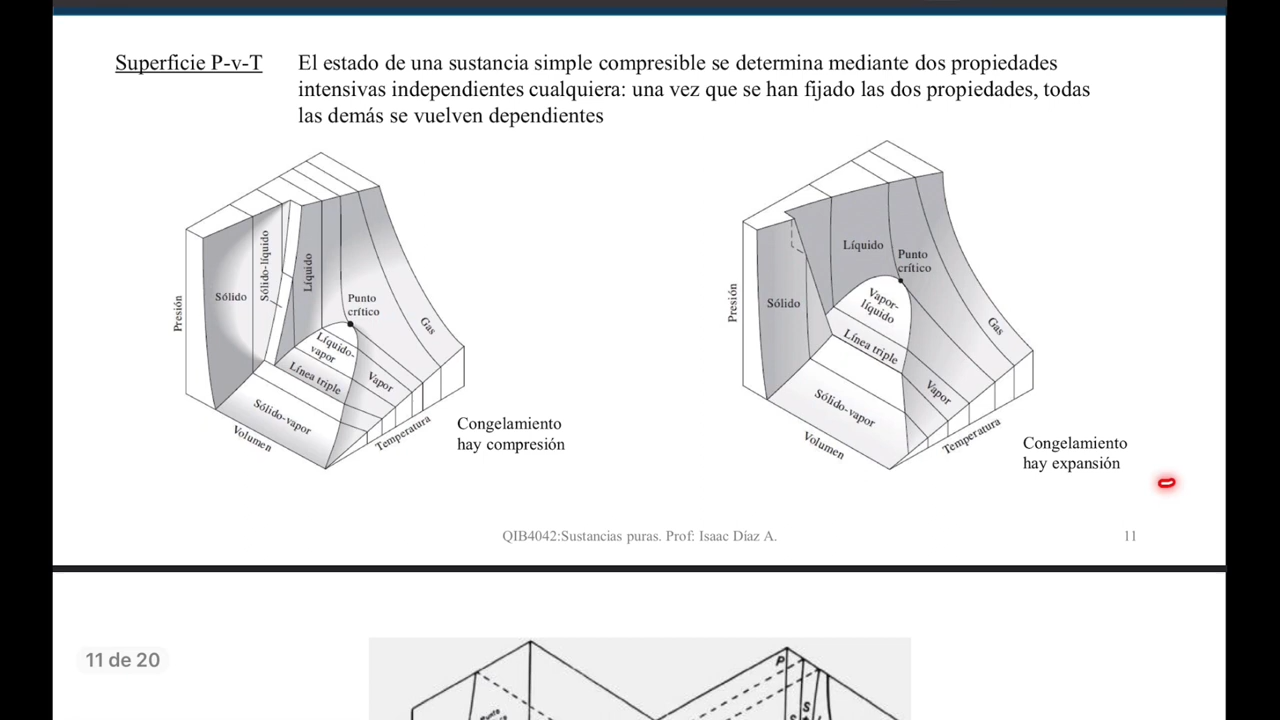 Superficie P-v-T
El estado de una sustancia simple compresible se determina mediante dos propiedades
intensivas independientes cualquiera: una vez que se han fijado las dos propiedades, todas
las demás se vuelven dependientes
Presión
Sólido
Sólido-líquido
Líquido
Punto
crítico
Gas
Líquido-
vapor
Vapor
Línea triple
Sólido-vapor
Volumen
Temperatura
Congelamiento
hay compresión
Presión
Sólido
Líquido
Punto
crítico
Vapor-
líquido
Gas
Línea triple
Vapor
Sólido-vapor
Volumen
Temperatura
Congelamiento
hay expansión
QIB4042:Sustancias puras. Prof: Isaac Díaz A.
11
11 de 20
P
S